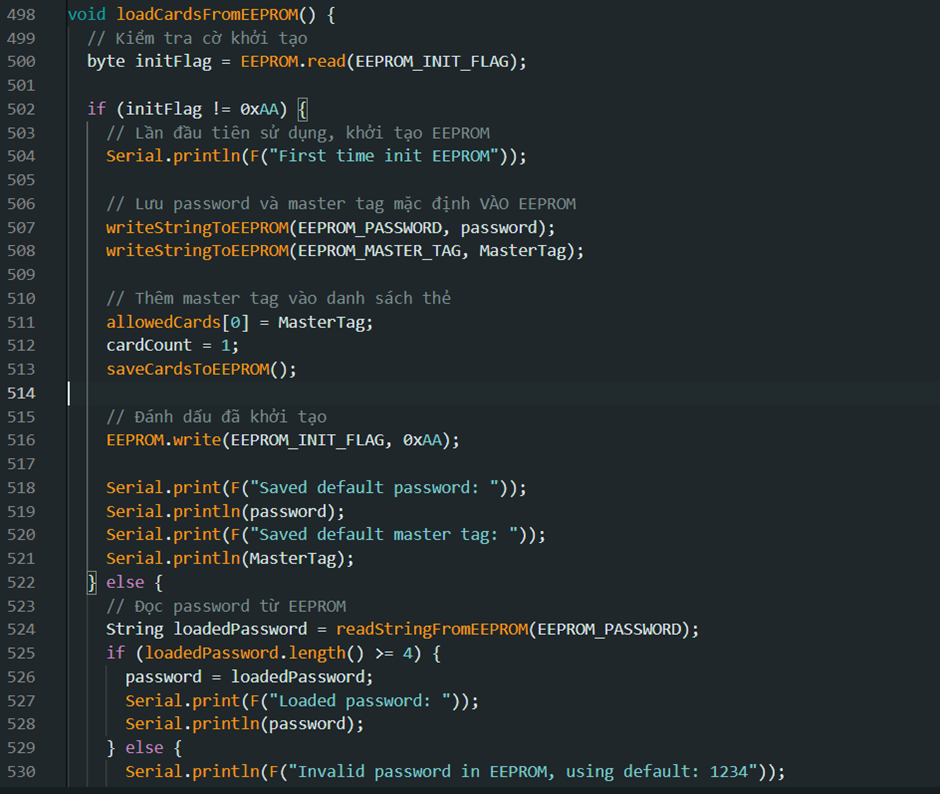 498 void loadCardsFromEEPROM() {
499   // Kiểm tra cờ khởi tạo
500   byte initFlag = EEPROM.read(EEPROM_INIT_FLAG);
501
502   if (initFlag != 0xAA) {
503     // Lần đầu tiên sử dụng, khởi tạo EEPROM
504     Serial.println(F("First time init EEPROM"));
505
506     // Lưu password và master tag mặc định VÀO EEPROM
507     writeStringToEEPROM(EEPROM_PASSWORD, password);
508     writeStringToEEPROM(EEPROM_MASTER_TAG, MasterTag);
509
510     // Thêm master tag vào danh sách thẻ
511     allowedCards[0] = MasterTag;
512     cardCount = 1;
513     saveCardsToEEPROM();
514
515     // Đánh dấu đã khởi tạo
516     EEPROM.write(EEPROM_INIT_FLAG, 0xAA);
517
518     Serial.print(F("Saved default password: "));
519     Serial.println(password);
520     Serial.print(F("Saved default master tag: "));
521     Serial.println(MasterTag);
522   } else {
523     // Đọc password từ EEPROM
524     String loadedPassword = readStringFromEEPROM(EEPROM_PASSWORD);
525     if (loadedPassword.length() >= 4) {
526       password = loadedPassword;
527       Serial.print(F("Loaded password: "));
528       Serial.println(password);
529     } else {
530       Serial.println(F("Invalid password in EEPROM, using default: 1234"));